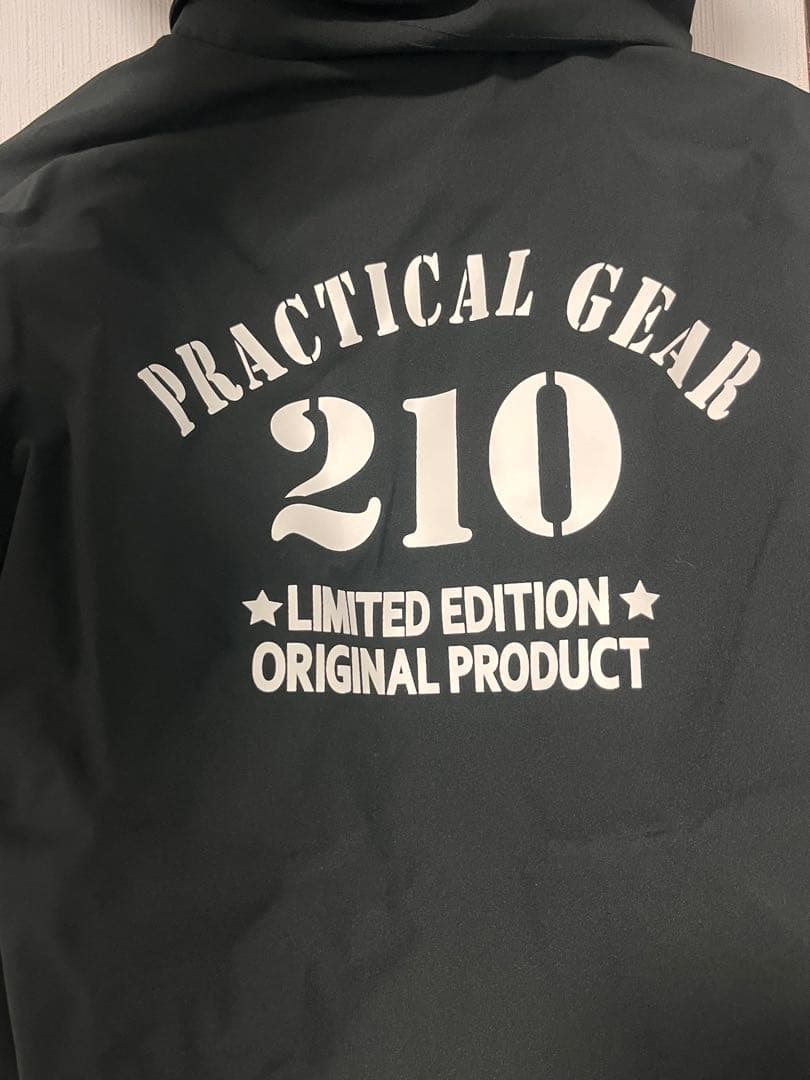 PRACTICAL GEAR
210
★LIMITED EDITION★
ORIGINAL PRODUCT